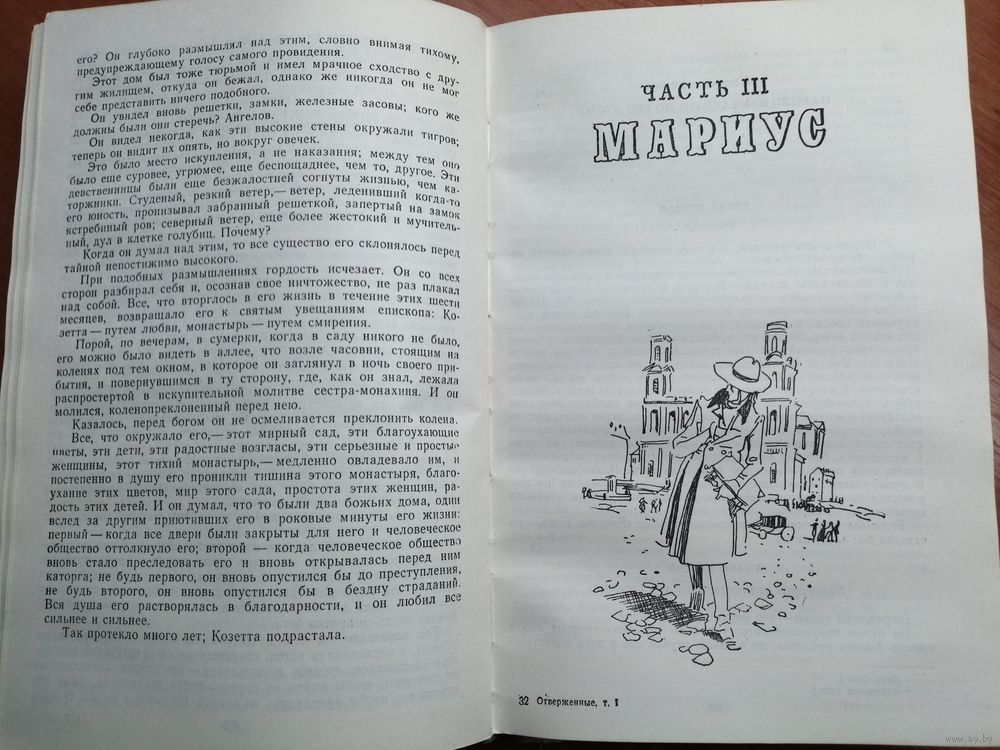 его? Он глубоко размышлял над этим, словно внимая тихому,
предупреждающему голосу самого провидения.
Этот дом был тоже тюрьмой и имел мрачное сходство с дру-
гим жилищем, откуда он бежал, однако же никогда он не мог
себе представить ничего подобного.
Он увидел вновь решетки, замки, железные засовы; кого же
должны были они стеречь? Ангелов.
Он видел некогда, как эти высокие стены окружали тигров;
теперь он видит их опять, но вокруг овечек.
Это было место искупления, а не наказания; между тем оно
было еще суровее, угрюмее, еще беспощаднее, чем то, другое. Эти
девственницы были еще безжалостней согнуты жизнью, чем ка-
торжники. Студеный, резкий ветер,— ветер, леденивший когда-то
его юность, пронизывал забранный решеткой, запертый на замок
ястребиный ров; северный ветер, еще более жестокий и мучитель-
ный, дул в клетке голубиц. Почему?
Когда он думал над этим, то все существо его склонялось перед
тайной непостижимо высокого.
При подобных размышлениях гордость исчезает. Он со всех
сторон разбирал себя и, осознав свое ничтожество, не раз плакал
над собой. Все, что вторглось в его жизнь в течение этих шести
месяцев, возвращало его к святым увещаниям епископа: Ко-
зетта — путем любви, монастырь — путем смирения.
Порой, по вечерам, в сумерки, когда в саду никого не было,
его можно было видеть в аллее, что возле часовни, стоящим на
коленях под тем окном, в которое он заглянул в ночь своего при-
бытия, и повернувшимся в ту сторону, где, как он знал, лежала
распростертой в искупительной молитве сестра-монахиня. И он
молился, коленопреклоненный перед нею.
Казалось, перед богом он не осмеливается преклонить колена.
Все, что окружало его,— этот мирный сад, эти благоухающие
цветы, эти дети, эти радостные возгласы, эти серьезные и простые
женщины, этот тихий монастырь,— медленно овладевало им, и
постепенно в душу его проникли тишина этого монастыря, благо-
ухание этих цветов, мир этого сада, простота этих женщин, ра-
дость этих детей. И он думал, что то были два божьих дома, один
вслед за другим приютивших его в роковые минуты его жизни:
первый — когда все двери были закрыты для него и человеческое
общество оттолкнуло его; второй — когда человеческое общество
вновь стало преследовать его и вновь открывалась перед ним
каторга; не будь первого, он вновь опустился бы до преступления,
не будь второго, он вновь опустился бы в бездну страданий.
Вся душа его растворялась в благодарности, и он любил все
сильнее и сильнее.
Так протекло много лет; Козетта подрастала.
ЧАСТЬ III
МАРИУС
32 Отверженные, т. I
www.ay.by